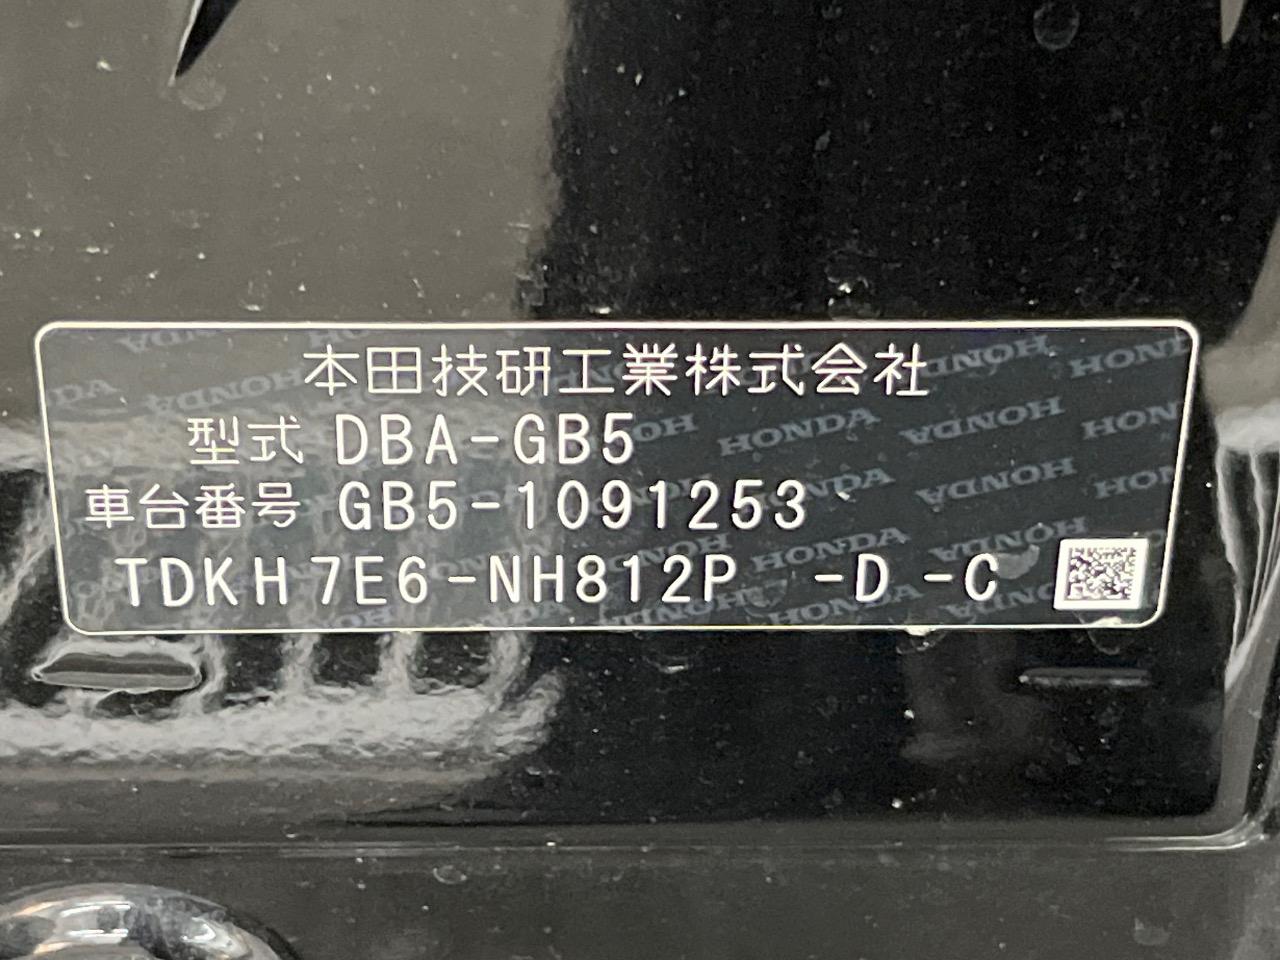 本田技研工業株式会社
型式 DBA-GB5
車台番号 GB5-1091253
TDKH7E6-NH812P -D -C